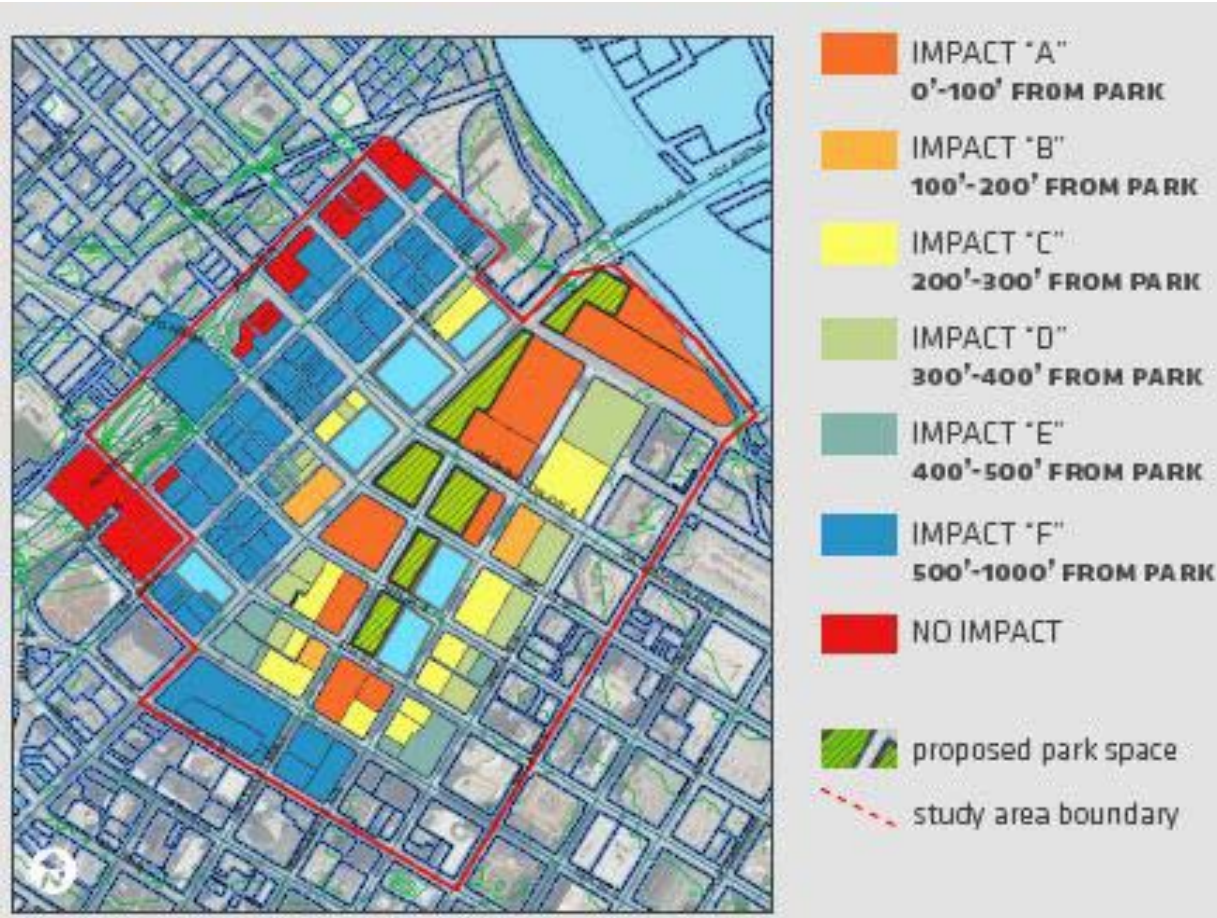 IMPACT "A"
0'-100' FROM PARK
IMPACT "B"
100'-200' FROM PARK
IMPACT "C"
200'-300' FROM PARK
IMPACT "D"
300'-400' FROM PARK
IMPACT "E"
400'-500' FROM PARK
IMPACT "F"
500'-1000' FROM PARK
NO IMPACT
proposed park space
study area boundary